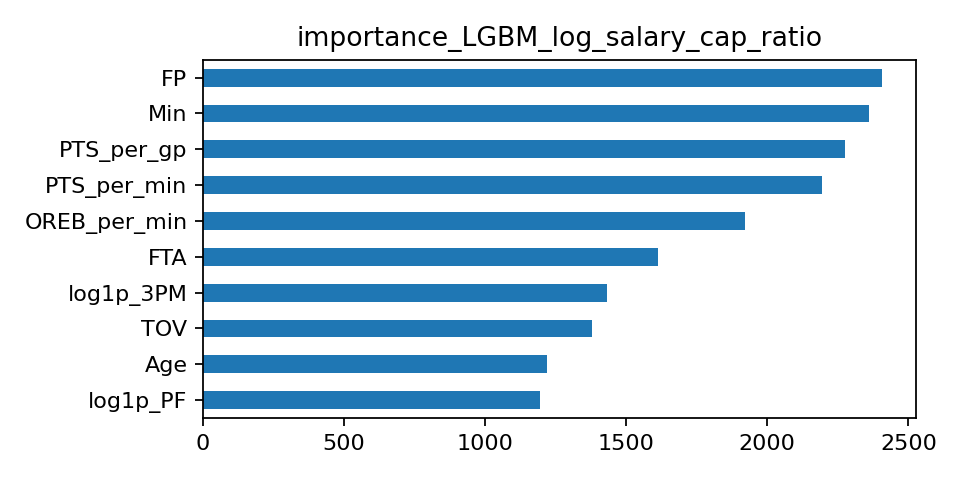 importance_LGBM_log_salary_cap_ratio
FP
Min
PTS_per_gp
PTS_per_min
OREB_per_min
FTA
log1p_3PM
TOV
Age
log1p_PF
0 500 1000 1500 2000 2500